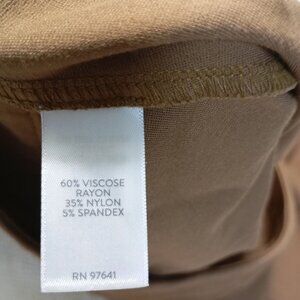 60% VISCOSE
RAYON
35% NYLON
5% SPANDEX
RN 97641